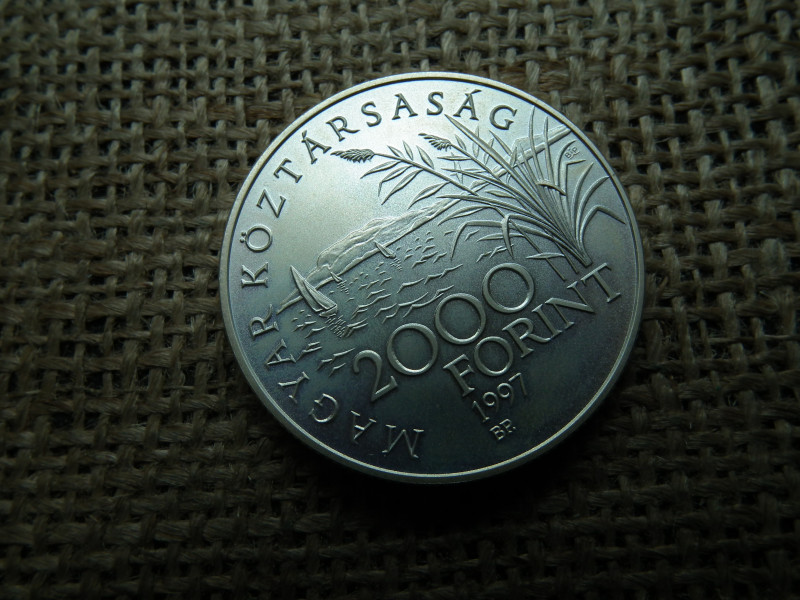 MAGYAR KÖZTÁRSASÁG
2000
FORINT
1997
BP.